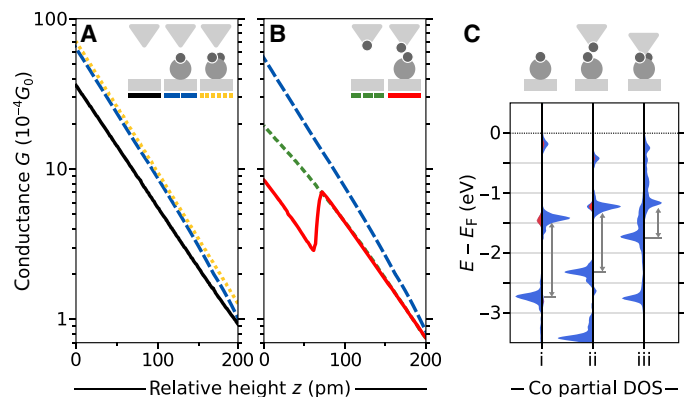 A
B
C
100
10
1
Conductance G (10⁻⁴G₀)
0 100 200
0 100 200
Relative height z (pm)
E − E_F (eV)
0
−1
−2
−3
i ii iii
Co partial DOS